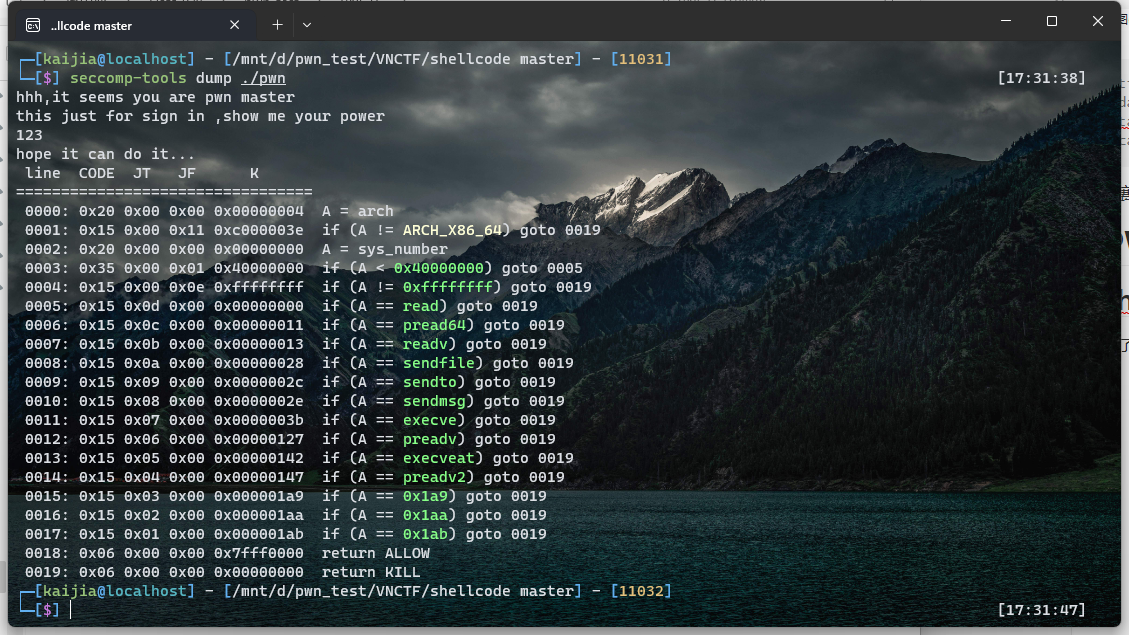 ..llcode master
┌─[kaijia@localhost] - [/mnt/d/pwn_test/VNCTF/shellcode master] - [11031]
└─[$] seccomp-tools dump ./pwn [17:31:38]
hhh,it seems you are pwn master
this just for sign in ,show me your power
123
hope it can do it...
line CODE JT JF K
=================================
0000: 0x20 0x00 0x00 0x00000004 A = arch
0001: 0x15 0x00 0x11 0xc000003e if (A != ARCH_X86_64) goto 0019
0002: 0x20 0x00 0x00 0x00000000 A = sys_number
0003: 0x35 0x00 0x01 0x40000000 if (A < 0x40000000) goto 0005
0004: 0x15 0x00 0x0e 0xffffffff if (A != 0xffffffff) goto 0019
0005: 0x15 0x0d 0x00 0x00000000 if (A == read) goto 0019
0006: 0x15 0x0c 0x00 0x00000011 if (A == pread64) goto 0019
0007: 0x15 0x0b 0x00 0x00000013 if (A == readv) goto 0019
0008: 0x15 0x0a 0x00 0x00000028 if (A == sendfile) goto 0019
0009: 0x15 0x09 0x00 0x0000002c if (A == sendto) goto 0019
0010: 0x15 0x08 0x00 0x0000002e if (A == sendmsg) goto 0019
0011: 0x15 0x07 0x00 0x0000003b if (A == execve) goto 0019
0012: 0x15 0x06 0x00 0x00000127 if (A == preadv) goto 0019
0013: 0x15 0x05 0x00 0x00000142 if (A == execveat) goto 0019
0014: 0x15 0x04 0x00 0x00000147 if (A == preadv2) goto 0019
0015: 0x15 0x03 0x00 0x000001a9 if (A == 0x1a9) goto 0019
0016: 0x15 0x02 0x00 0x000001aa if (A == 0x1aa) goto 0019
0017: 0x15 0x01 0x00 0x000001ab if (A == 0x1ab) goto 0019
0018: 0x06 0x00 0x00 0x7fff0000 return ALLOW
0019: 0x06 0x00 0x00 0x00000000 return KILL
┌─[kaijia@localhost] - [/mnt/d/pwn_test/VNCTF/shellcode master] - [11032]
└─[$] [17:31:47]